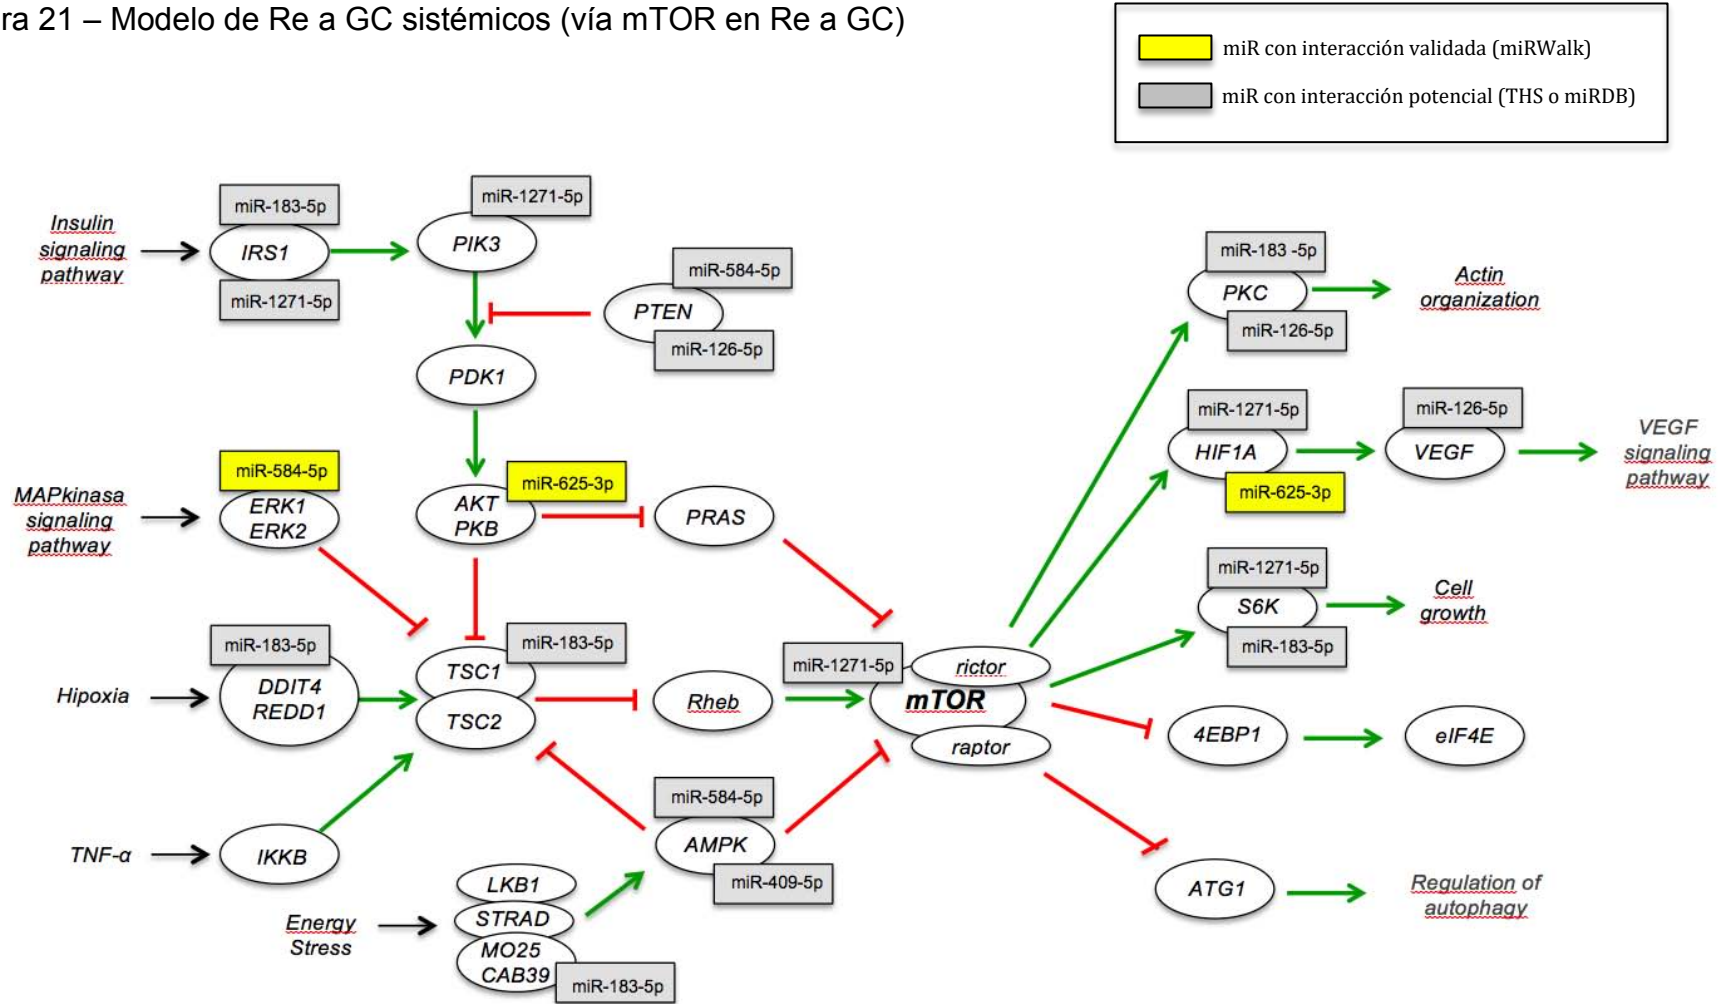 ra 21 – Modelo de Re a GC sistémicos (vía mTOR en Re a GC)
miR con interacción validada (miRWalk)
miR con interacción potencial (THS o miRDB)
Insulin
signaling
pathway
miR-183-5p
IRS1
miR-1271-5p
miR-1271-5p
PIK3
miR-584-5p
PTEN
miR-126-5p
PDK1
miR-183 -5p
PKC
miR-126-5p
Actin
organization
miR-1271-5p
HIF1A
miR-625-3p
miR-126-5p
VEGF
VEGF
signaling
pathway
MAPkinasa
signaling
pathway
miR-584-5p
ERK1
ERK2
AKT
PKB
miR-625-3p
PRAS
miR-1271-5p
S6K
miR-183-5p
Cell
growth
Hipoxia
miR-183-5p
DDIT4
REDD1
TSC1
miR-183-5p
TSC2
Rheb
miR-1271-5p
rictor
mTOR
raptor
4EBP1
eIF4E
TNF-α
IKKB
miR-584-5p
AMPK
miR-409-5p
Energy
Stress
LKB1
STRAD
MO25
CAB39
miR-183-5p
ATG1
Regulation of
autophagy